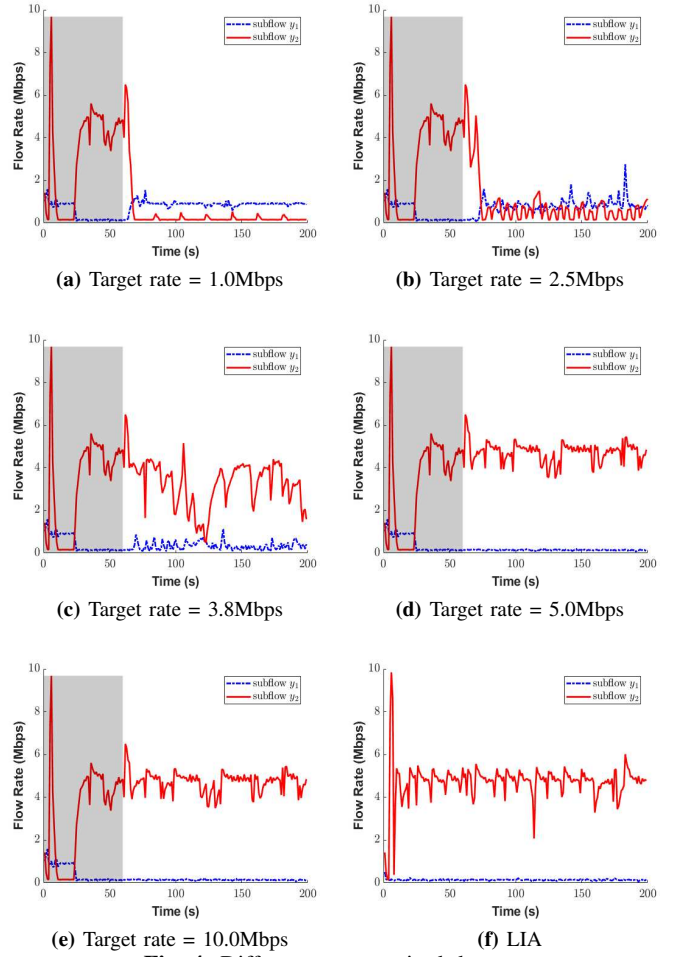 10
8
6
4
2
0
Flow Rate (Mbps)
0 50 100 150 200
Time (s)
subflow y₁
subflow y₂
(a) Target rate = 1.0Mbps
10
8
6
4
2
0
Flow Rate (Mbps)
0 50 100 150 200
Time (s)
subflow y₁
subflow y₂
(b) Target rate = 2.5Mbps
10
8
6
4
2
0
Flow Rate (Mbps)
0 50 100 150 200
Time (s)
subflow y₁
subflow y₂
(c) Target rate = 3.8Mbps
10
8
6
4
2
0
Flow Rate (Mbps)
0 50 100 150 200
Time (s)
subflow y₁
subflow y₂
(d) Target rate = 5.0Mbps
10
8
6
4
2
0
Flow Rate (Mbps)
0 50 100 150 200
Time (s)
subflow y₁
subflow y₂
(e) Target rate = 10.0Mbps
10
8
6
4
2
0
Flow Rate (Mbps)
0 50 100 150 200
Time (s)
subflow y₁
subflow y₂
(f) LIA